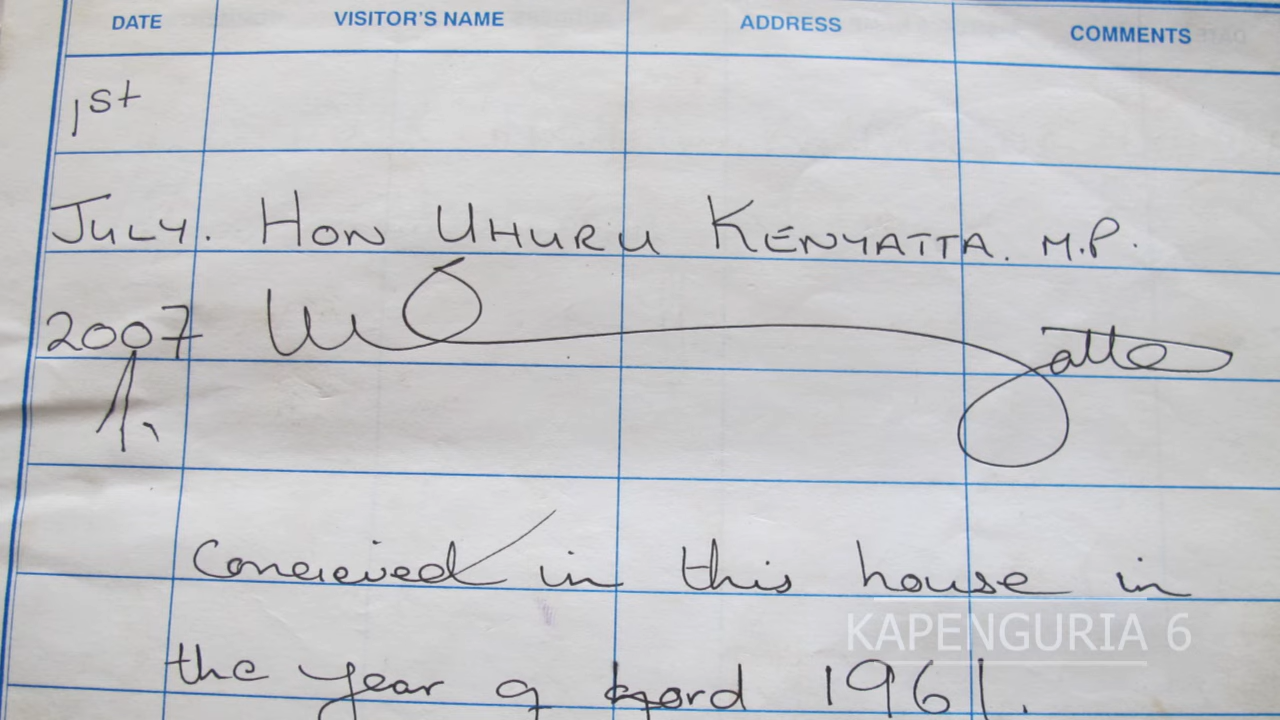 DATE VISITOR'S NAME ADDRESS COMMENTS
1st
JULY. HON UHURU KENYATTA. M.P.
2007
Concieved in this house in
KAPENGURIA 6
the year of Lord 1961.